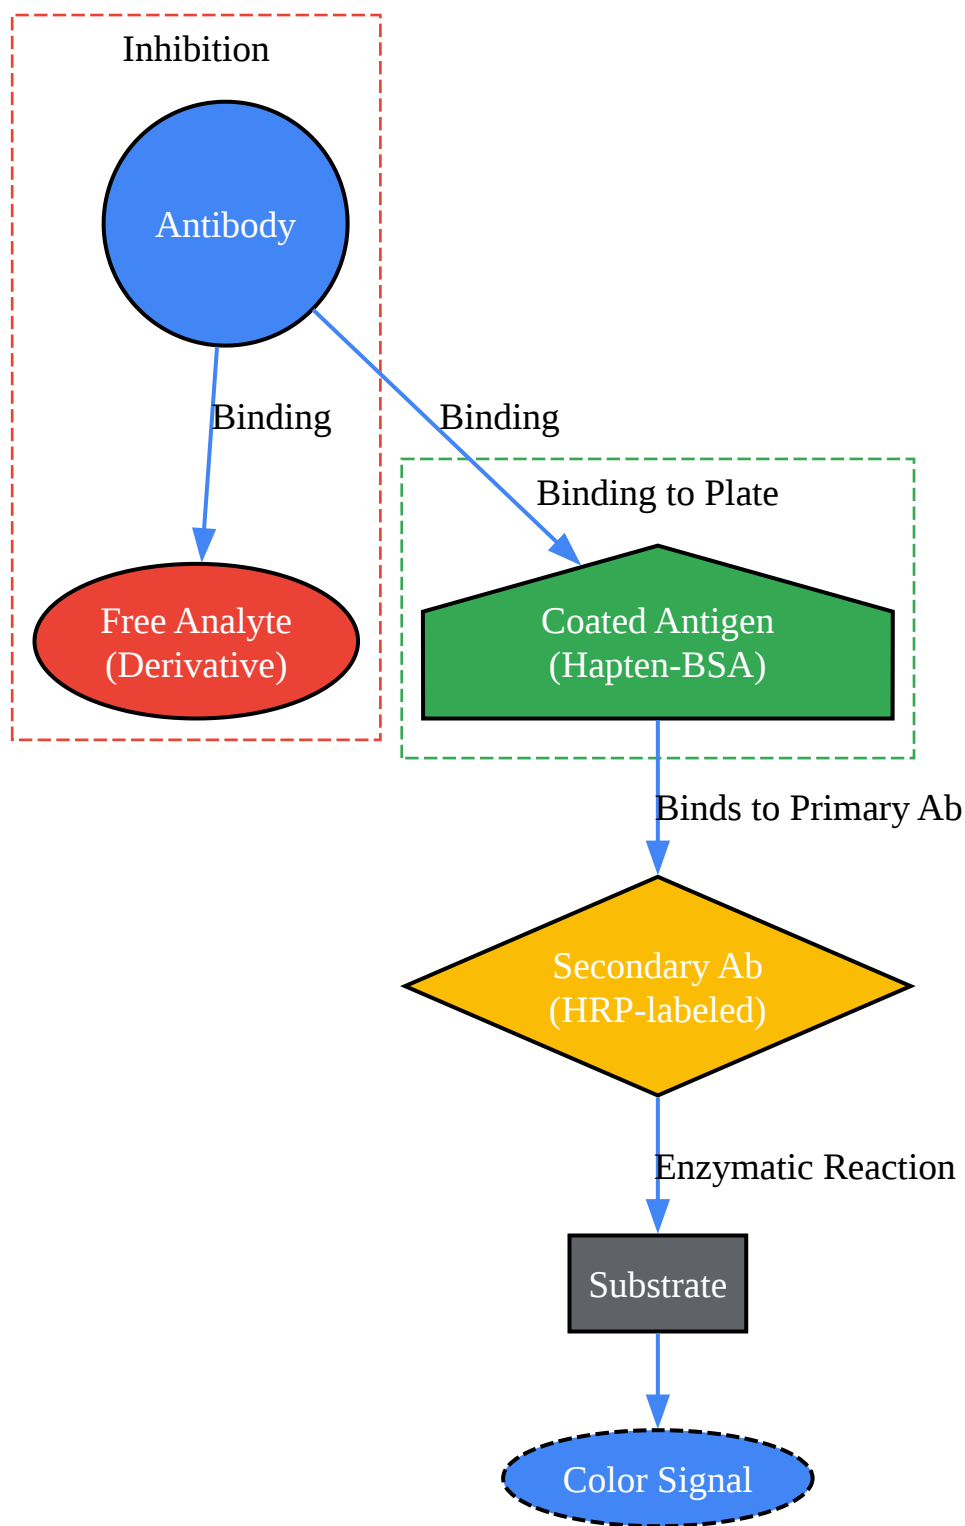 Inhibition
Antibody
Binding
Binding
Binding to Plate
Free Analyte
(Derivative)
Coated Antigen
(Hapten-BSA)
Binds to Primary Ab
Secondary Ab
(HRP-labeled)
Enzymatic Reaction
Substrate
Color Signal